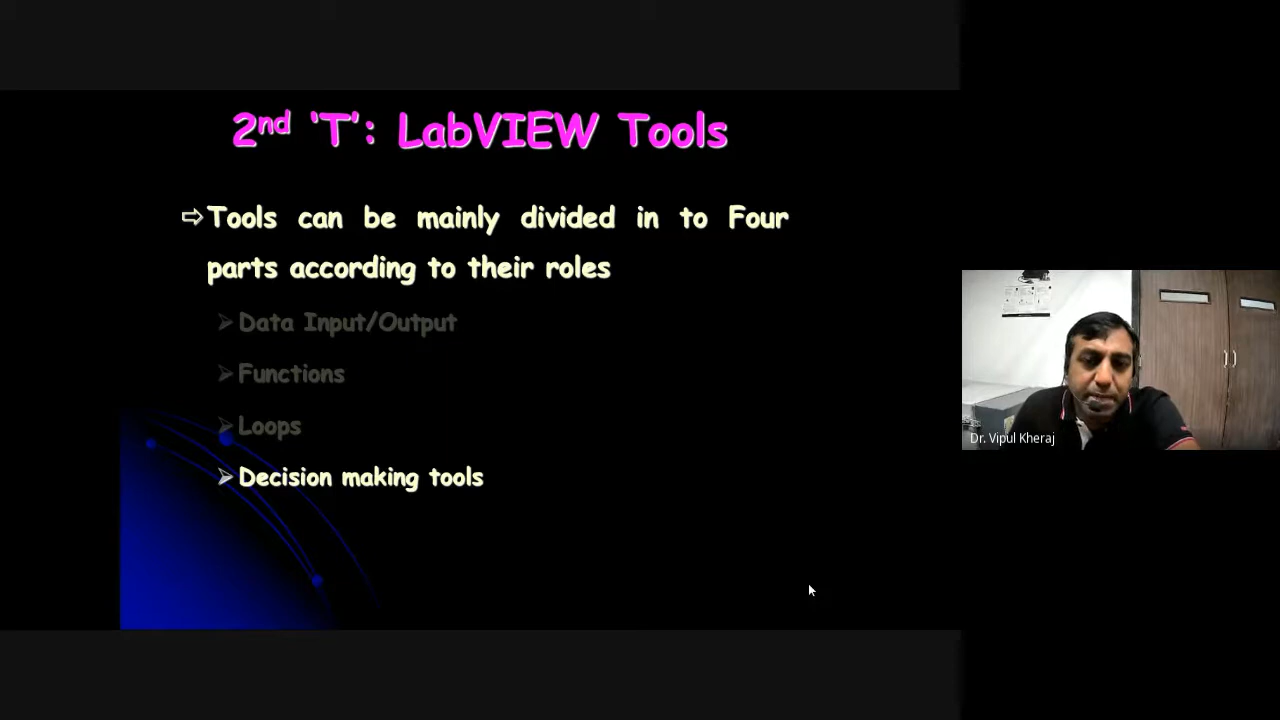 2nd 'T': LabVIEW Tools
⇨Tools can be mainly divided in to Four
parts according to their roles
➢Data Input/Output
➢Functions
➢Loops
➢Decision making tools
Dr. Vipul Kheraj